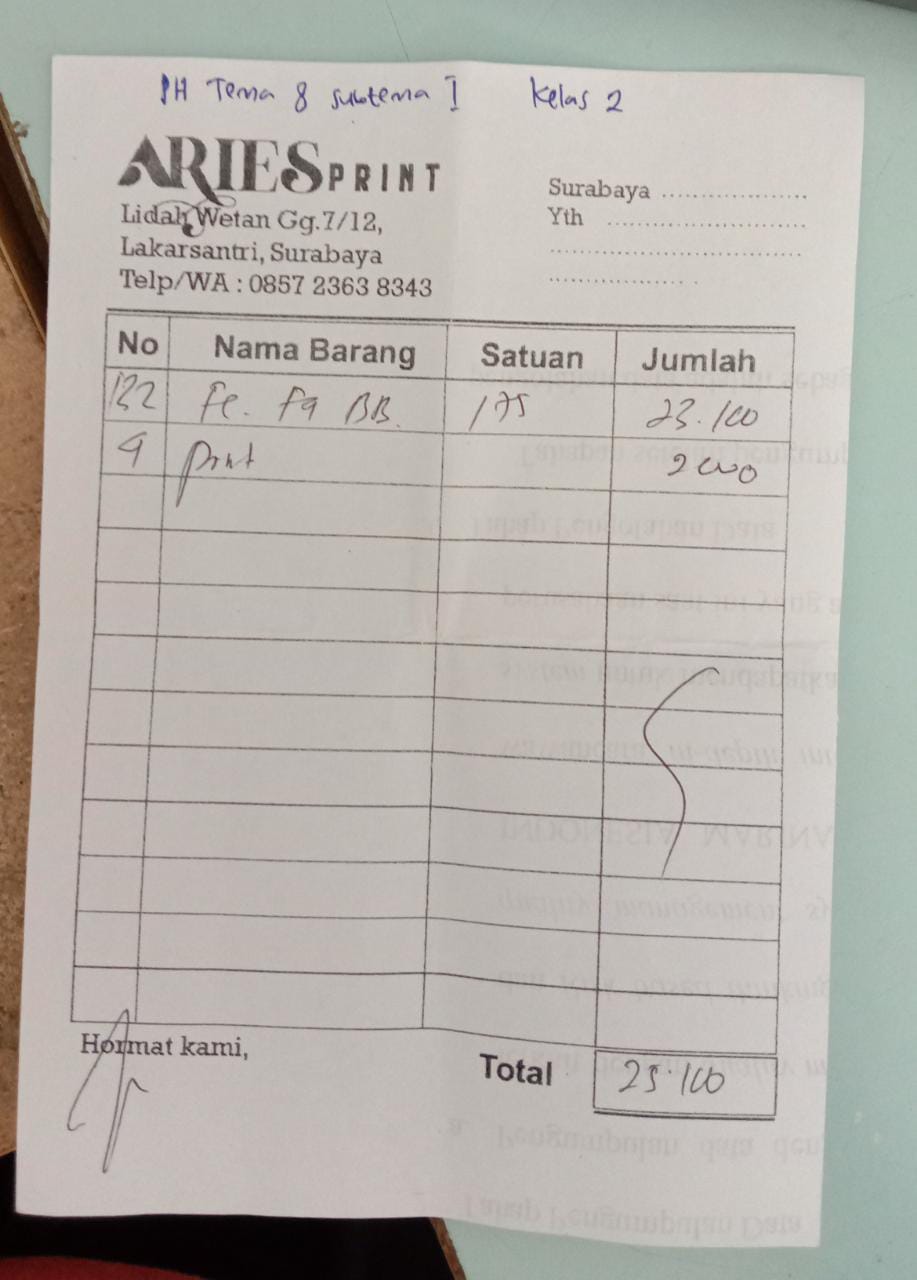 PH Tema 8 subtema I Kelas 2
ARIES PRINT
Lidah Wetan Gg.7/12,
Lakarsantri, Surabaya
Telp/WA : 0857 2363 8343
Surabaya ....................
Yth ...........................
..................................
....................
No Nama Barang Satuan Jumlah
132 Fc. F4 BB. 175 23.100
4 print 2000
Hormat kami,
Total 25.100